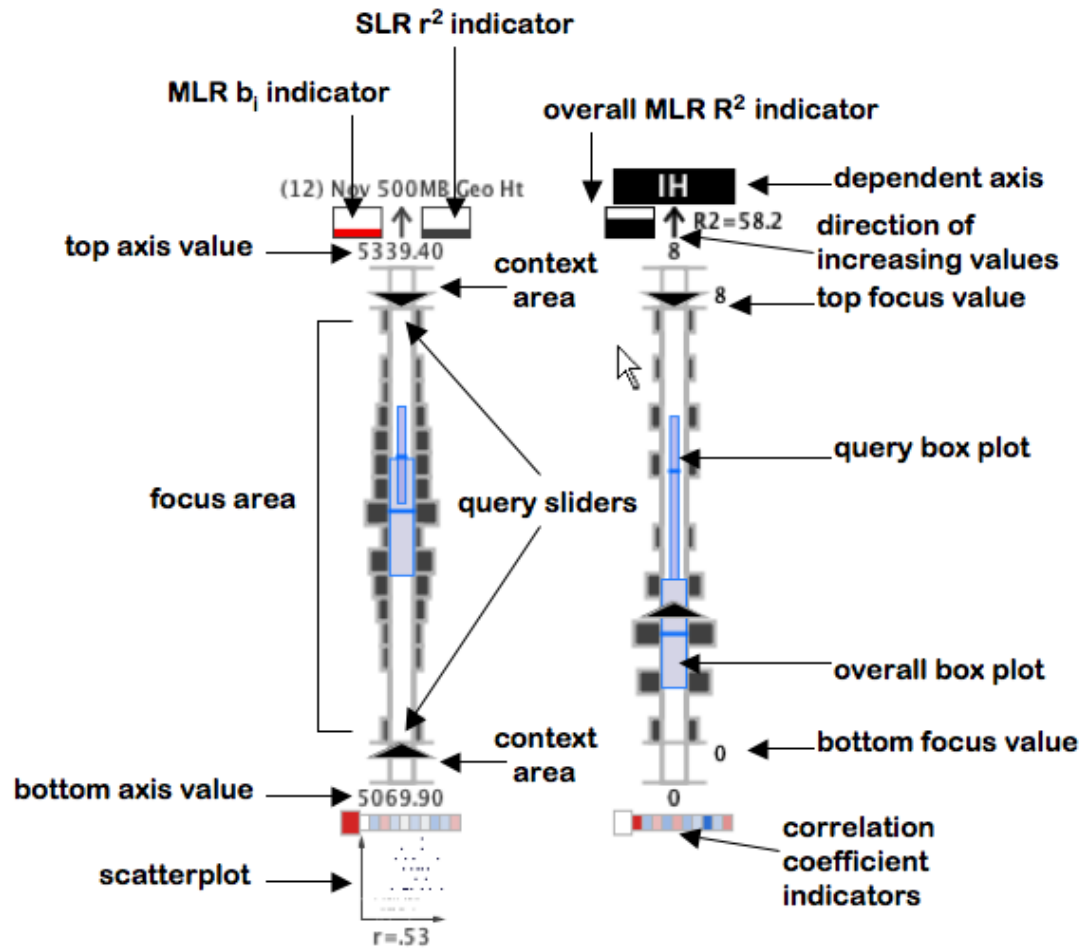 SLR r² indicator
MLR bᵢ indicator
overall MLR R² indicator
(12) Nov 500MB Geo Ht
IH
dependent axis
R2=58.2
direction of
increasing values
top axis value
5339.40
context
area
8
8
top focus value
focus area
query sliders
query box plot
overall box plot
context
area
0
bottom focus value
bottom axis value
5069.90
0
correlation
coefficient
indicators
scatterplot
r=.53